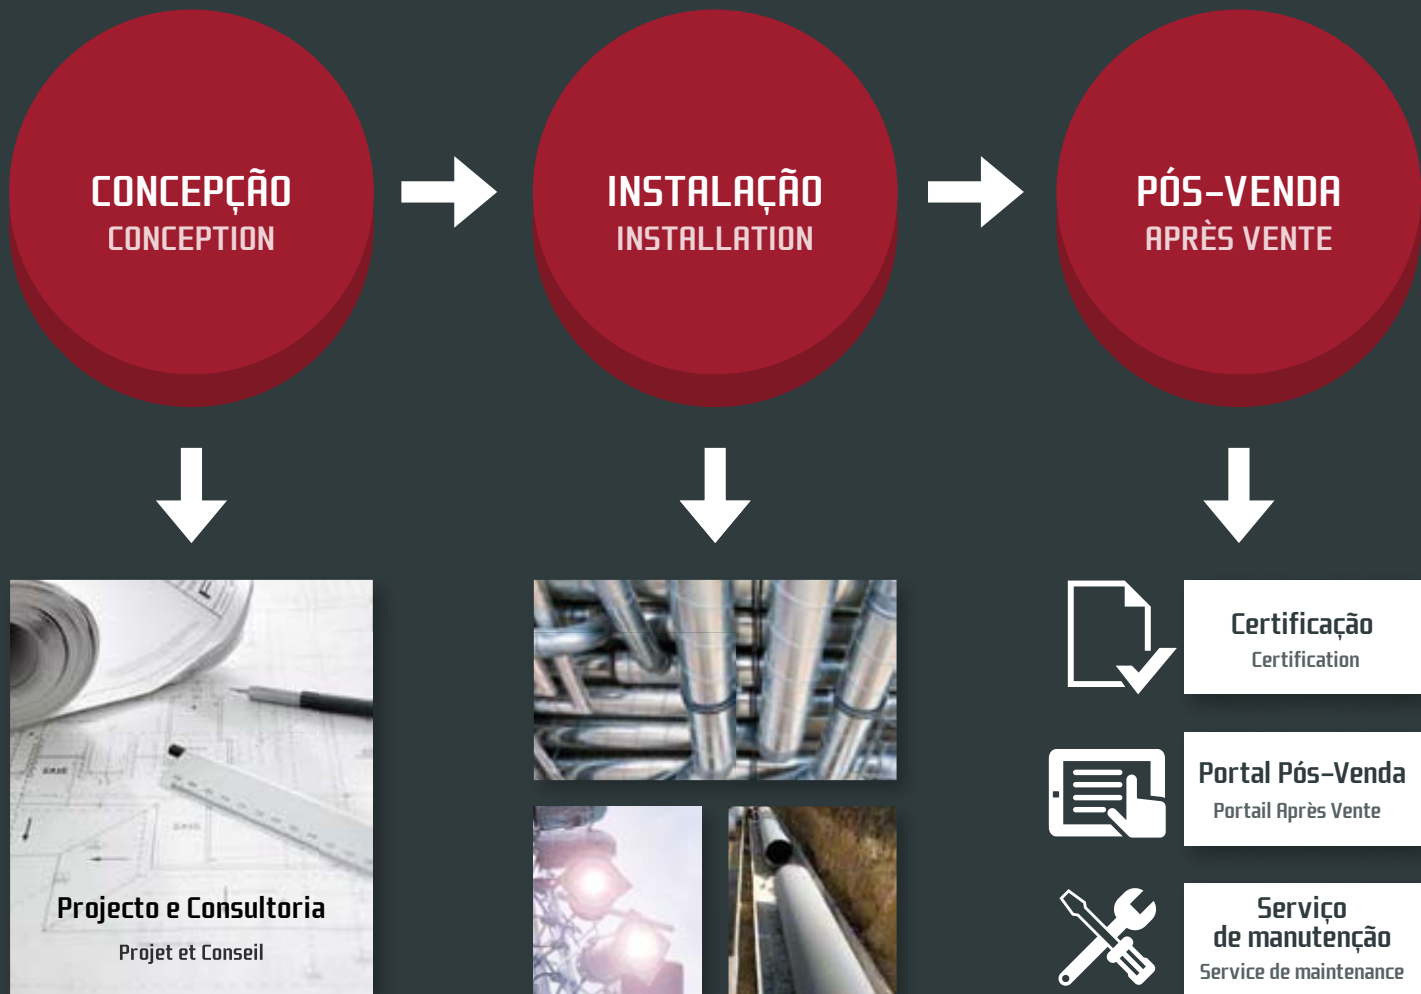 CONCEPÇÃO
CONCEPTION
INSTALAÇÃO
INSTALLATION
PÓS-VENDA
APRÈS VENTE
Projecto e Consultoria
Projet et Conseil
Certificação
Certification
Portal Pós-Venda
Portail Après Vente
Serviço
de manutenção
Service de maintenance